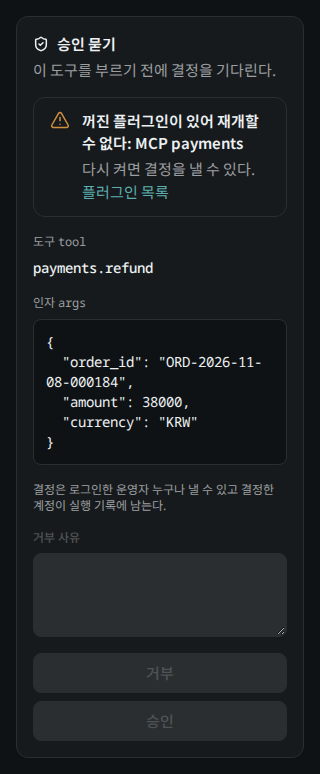 승인 묻기
이 도구를 부르기 전에 결정을 기다린다.
꺼진 플러그인이 있어 재개할
수 없다: MCP payments
다시 켜면 결정을 낼 수 있다.
플러그인 목록
도구 tool
payments.refund
인자 args
{
  "order_id": "ORD-2026-11-
08-000184",
  "amount": 38000,
  "currency": "KRW"
}
결정은 로그인한 운영자 누구나 낼 수 있고 결정한
계정이 실행 기록에 남는다.
거부 사유
거부
승인